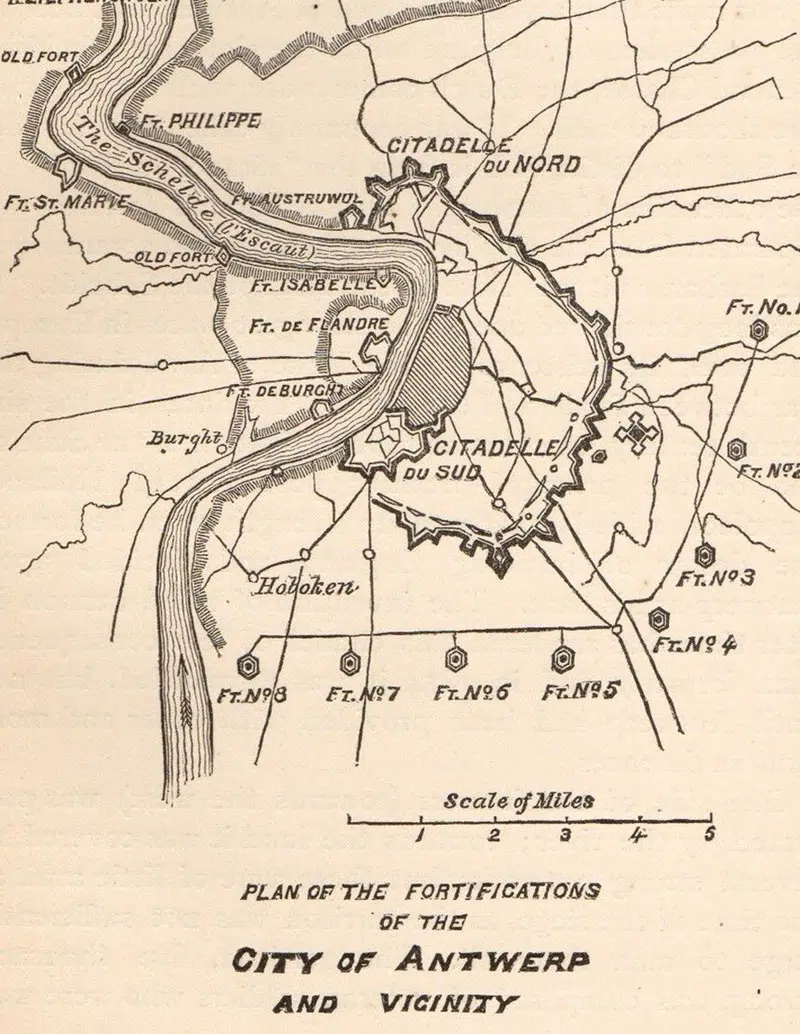 OLD FORT
FT. PHILIPPE
The Schelde (l'Escaut)
CITADELLE
DU NORD
FT. ST. MARIE
FT. AUSTRUWUL
OLD FORT
FT. ISABELLE
FT. DE FLANDRE
FT. No. 1
FT. DE BURGHT
Burght
CITADELLE
DU SUD
FT. No 2
FT. No 3
Hoboken
FT. No 4
FT. No 8
FT. No 7
FT. No 6
FT. No 5
Scale of Miles
1 2 3 4 5
PLAN OF THE FORTIFICATIONS
OF THE
CITY OF ANTWERP
AND VICINITY